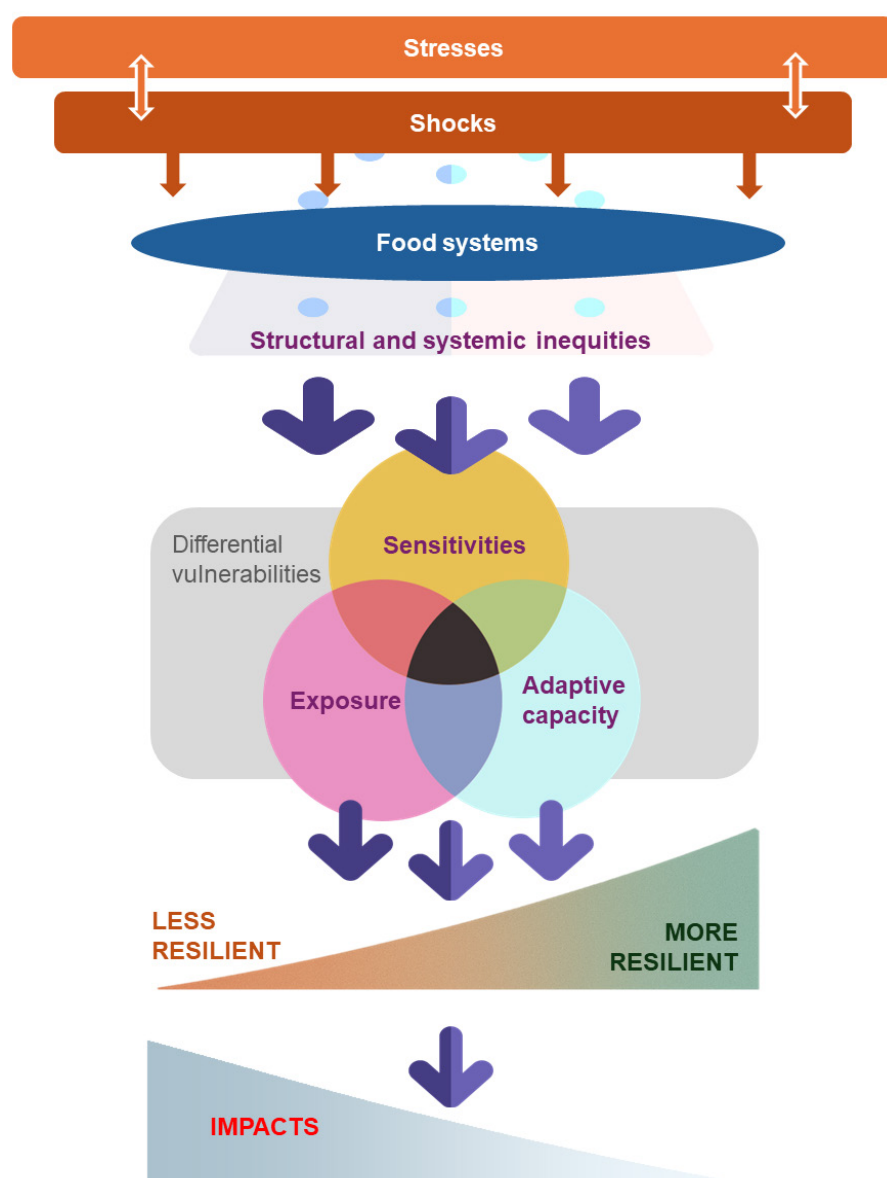 Stresses
Shocks
Food systems
Structural and systemic inequities
Differential
vulnerabilities
Sensitivities
Exposure
Adaptive
capacity
LESS
RESILIENT
MORE
RESILIENT
IMPACTS